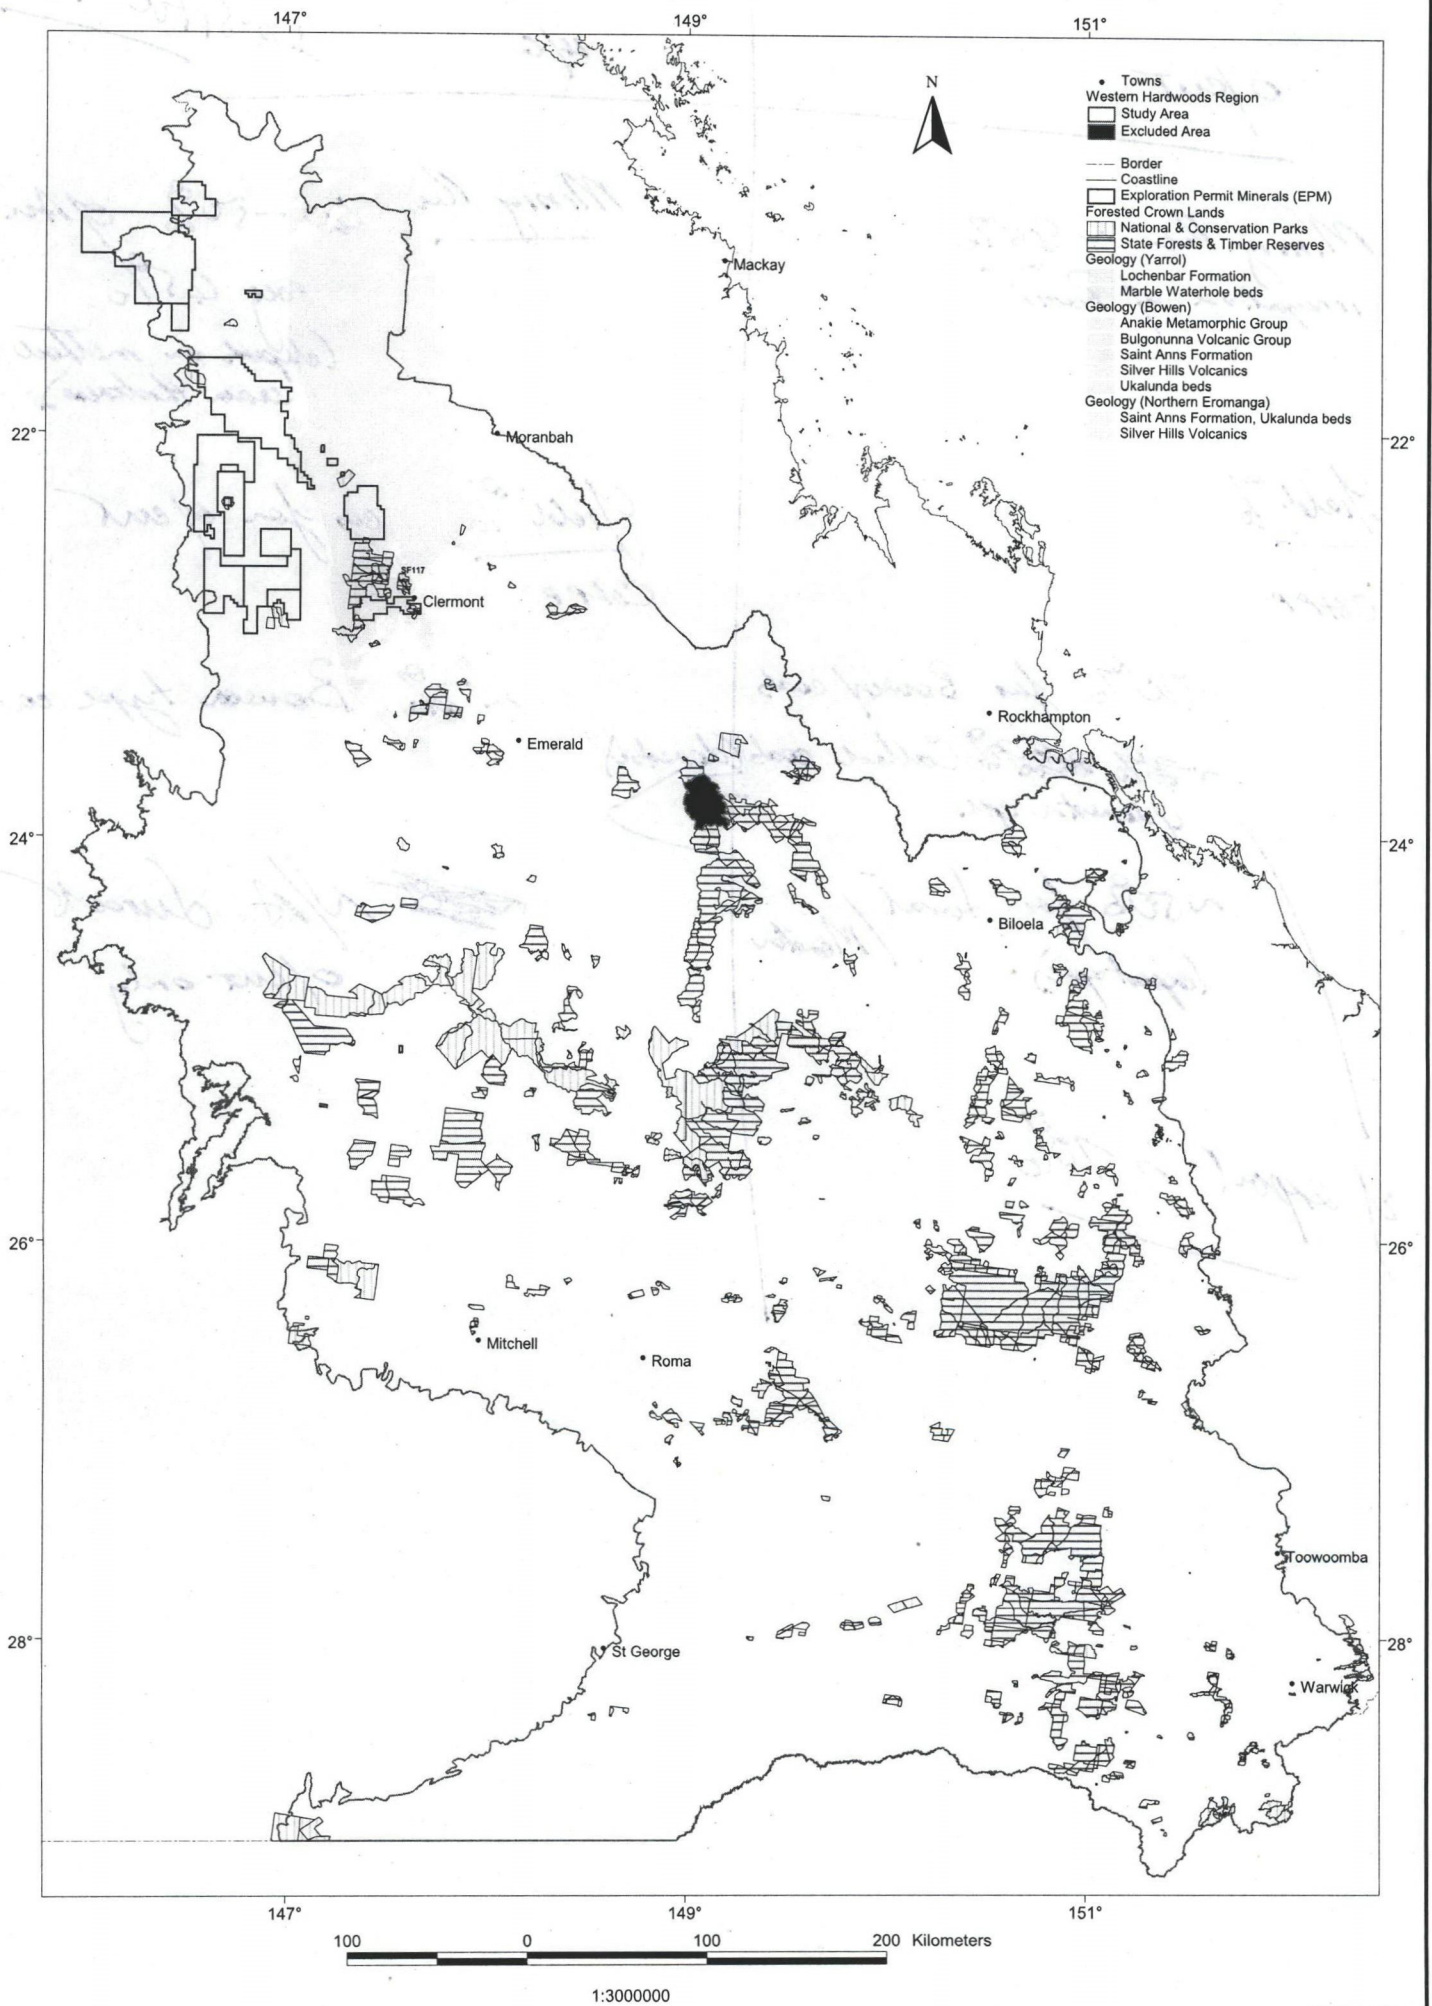 147°
149°
151°
N
Towns
Western Hardwoods Region
Study Area
Excluded Area
Border
Coastline
Exploration Permit Minerals (EPM)
Forested Crown Lands
National & Conservation Parks
State Forests & Timber Reserves
Geology (Yarrol)
Lochenbar Formation
Marble Waterhole beds
Geology (Bowen)
Anakie Metamorphic Group
Bulgonunna Volcanic Group
Saint Anns Formation
Silver Hills Volcanics
Ukalunda beds
Geology (Northern Eromanga)
Saint Anns Formation, Ukalunda beds
Silver Hills Volcanics
Mackay
22°
Moranbah
22°
SF117
Clermont
Rockhampton
Emerald
24°
24°
Biloela
26°
26°
Mitchell
Roma
Toowoomba
28°
St George
28°
Warwick
147°
149°
151°
100 0 100 200 Kilometers
1:3000000